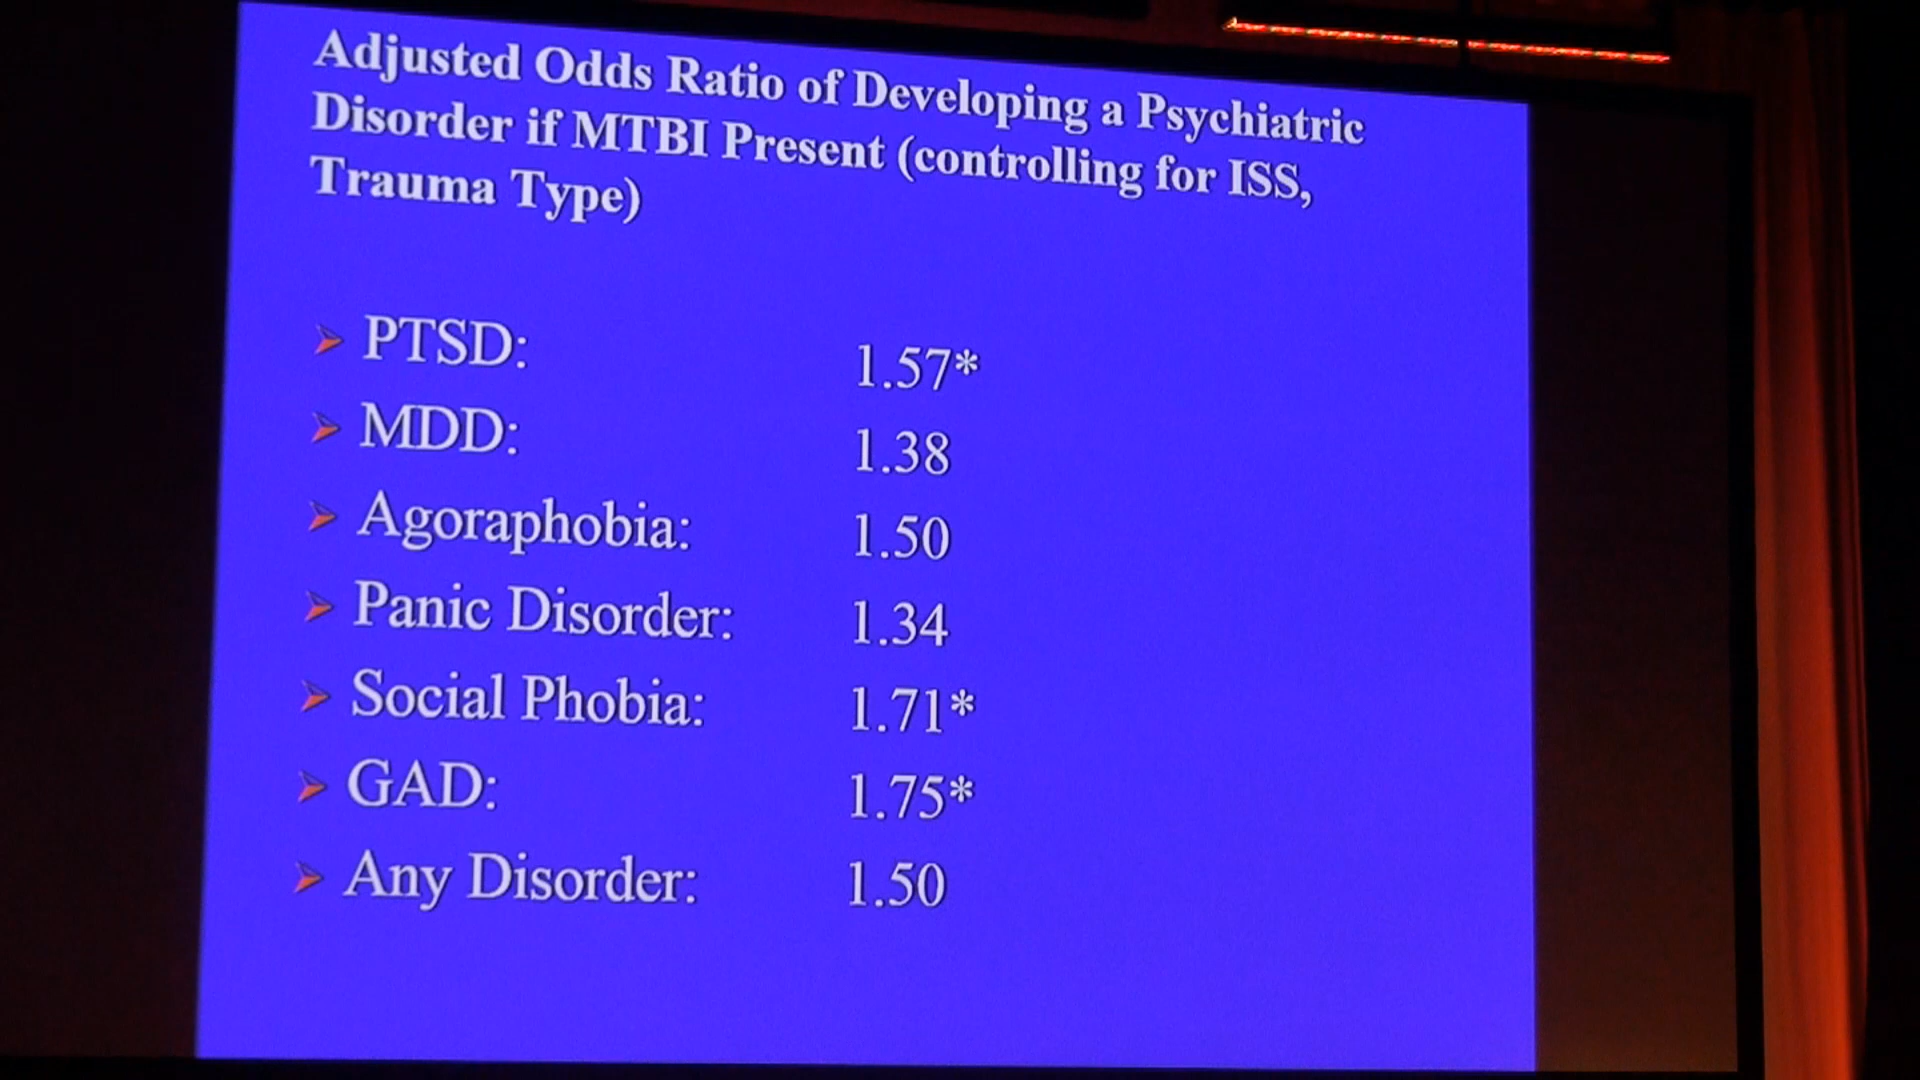 Adjusted Odds Ratio of Developing a Psychiatric
Disorder if MTBI Present (controlling for ISS,
Trauma Type)
PTSD: 1.57*
MDD: 1.38
Agoraphobia: 1.50
Panic Disorder: 1.34
Social Phobia: 1.71*
GAD: 1.75*
Any Disorder: 1.50